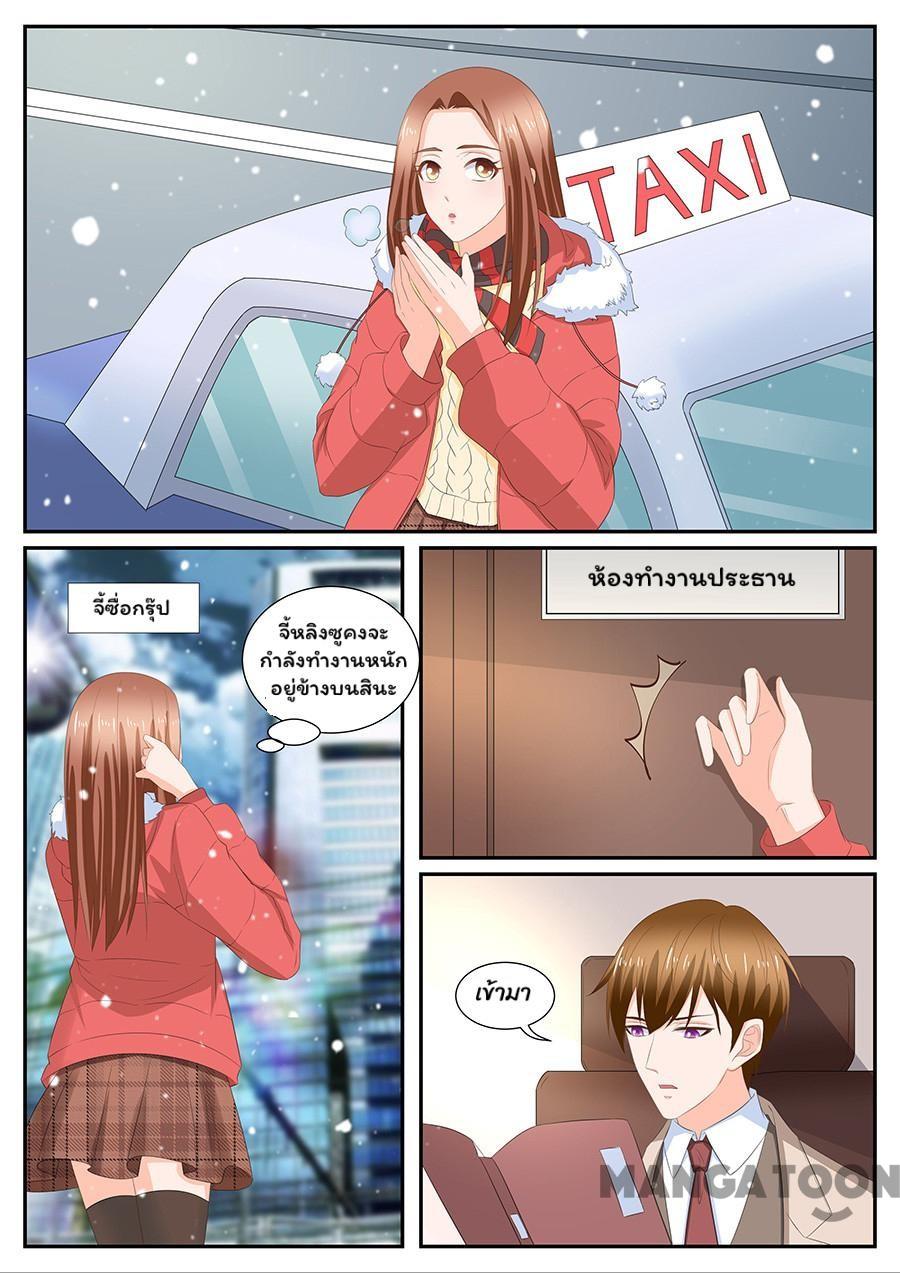 TAXI
จี้ซื่อกรุ๊ป
จี้หลิงซูคงจะ
กำลังทำงานหนัก
อยู่ข้างบนสินะ
ห้องทำงานประธาน
เข้ามา
MANGATOON